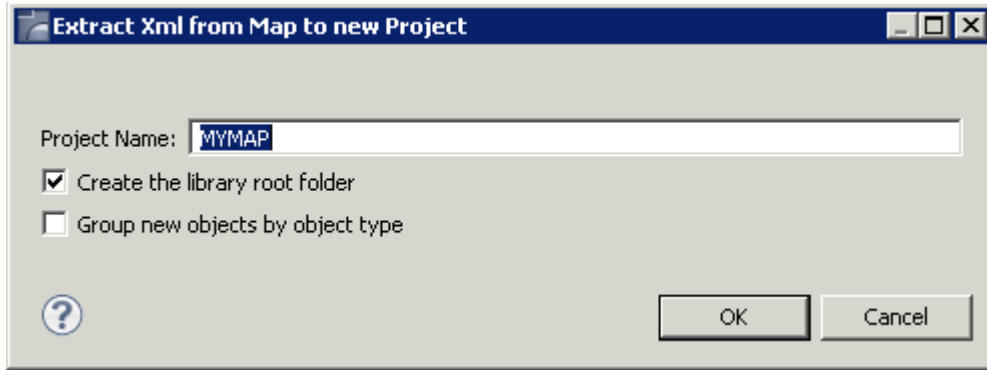 Extract Xml from Map to new Project
Project Name: MYMAP
Create the library root folder
Group new objects by object type
?
OK Cancel